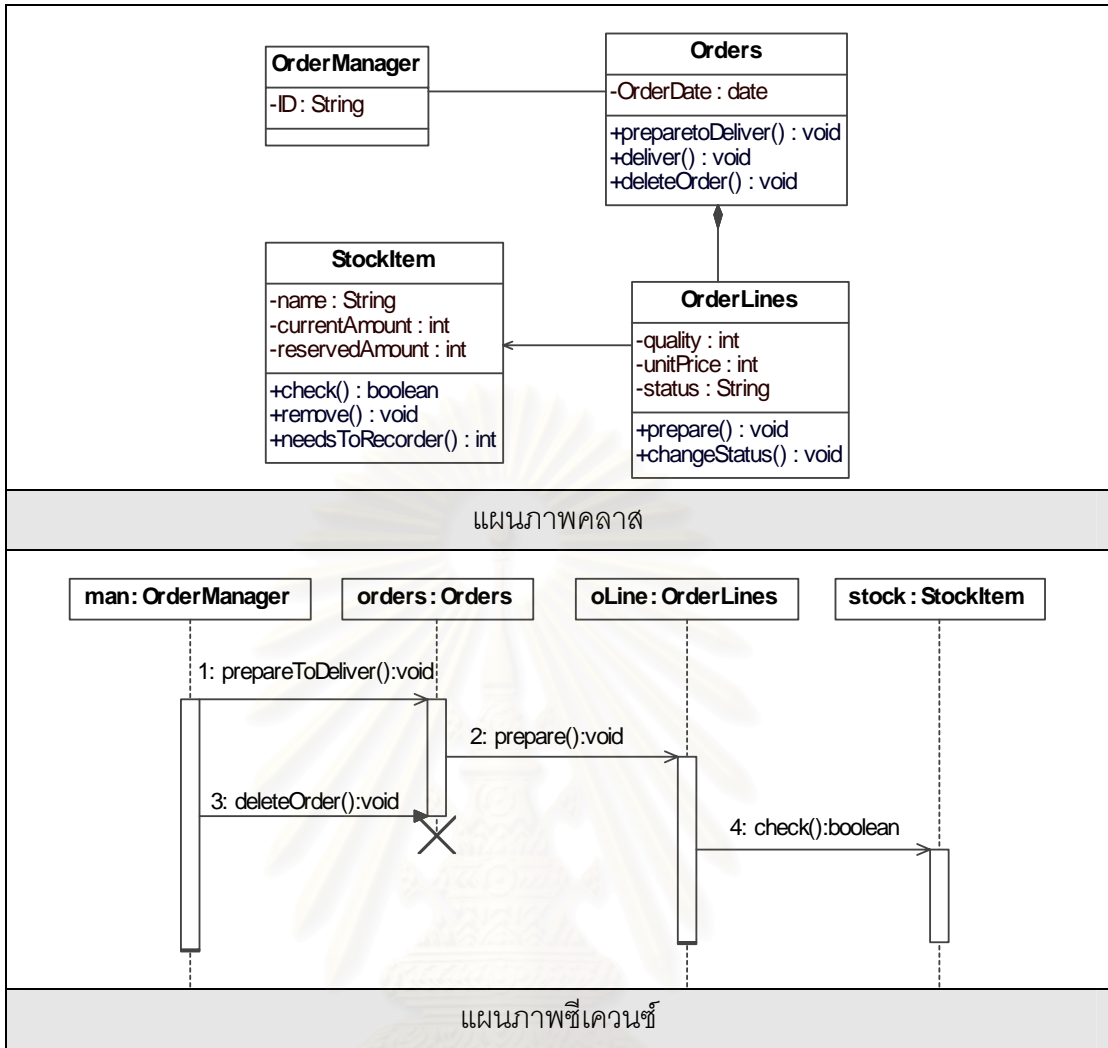 OrderManager
-ID : String
Orders
-OrderDate : date
+preparetoDeliver() : void
+deliver() : void
+deleteOrder() : void
StockItem
-name : String
-currentAmount : int
-reservedAmount : int
+check() : boolean
+remove() : void
+needsToRecorder() : int
OrderLines
-quality : int
-unitPrice : int
-status : String
+prepare() : void
+changeStatus() : void
แผนภาพคลาส
man : OrderManager
orders : Orders
oLine : OrderLines
stock : StockItem
1: prepareToDeliver():void
2: prepare():void
3: deleteOrder():void
4: check():boolean
แผนภาพซีเควนซ์